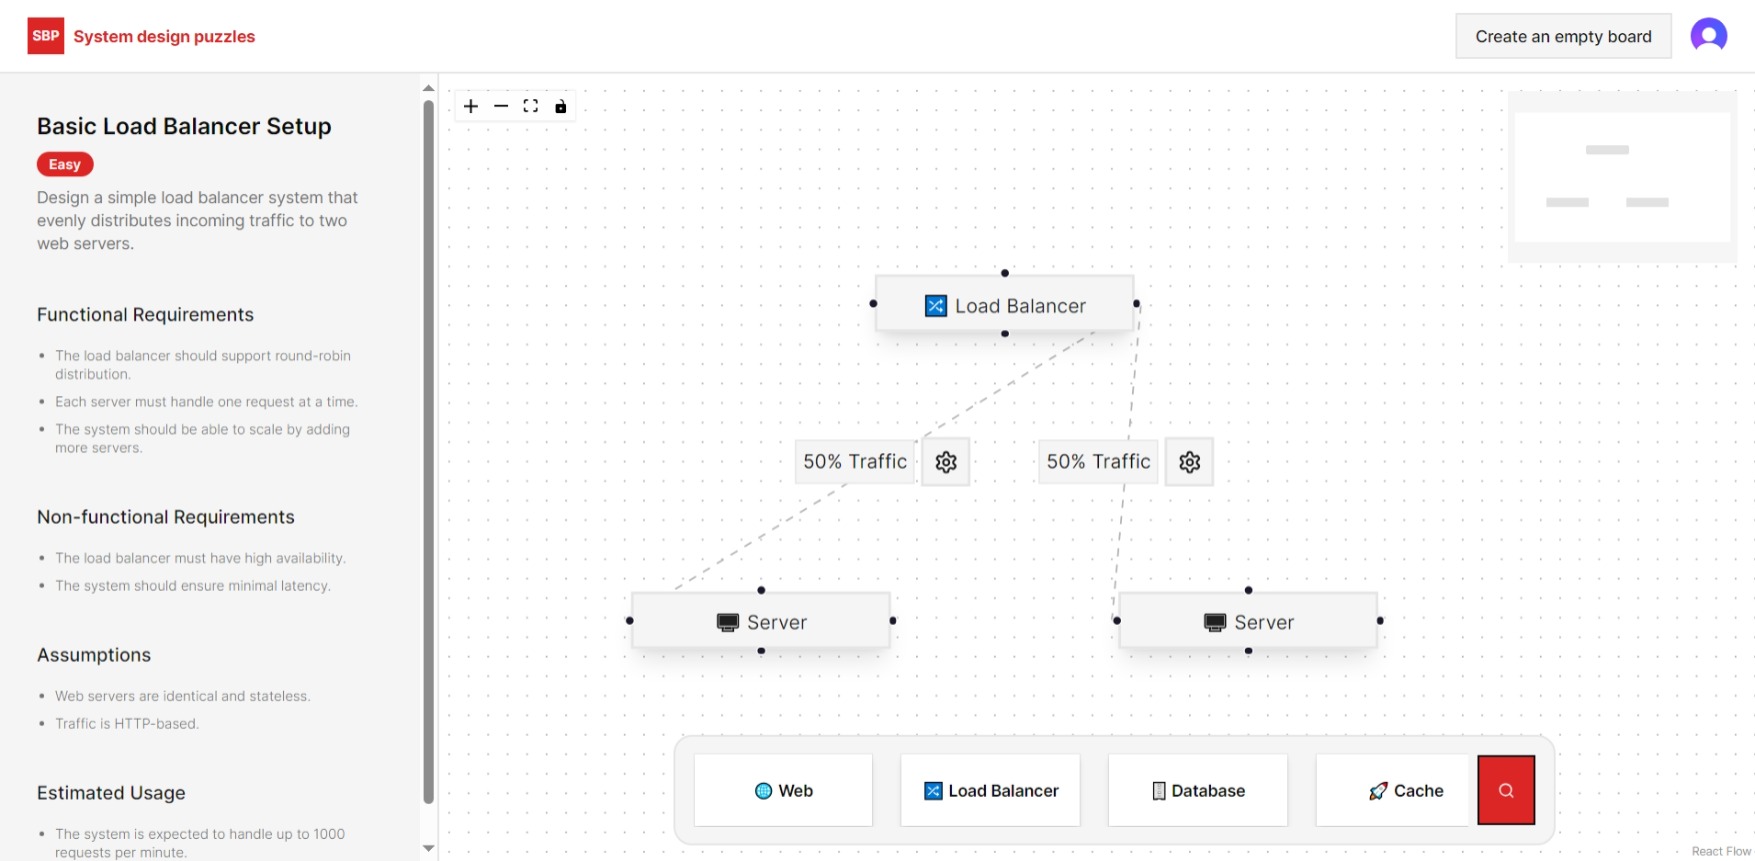 SBP
System design puzzles
Create an empty board
Basic Load Balancer Setup
Easy
Design a simple load balancer system that
evenly distributes incoming traffic to two
web servers.
Functional Requirements
• The load balancer should support round-robin
distribution.
• Each server must handle one request at a time.
• The system should be able to scale by adding
more servers.
Non-functional Requirements
• The load balancer must have high availability.
• The system should ensure minimal latency.
Assumptions
• Web servers are identical and stateless.
• Traffic is HTTP-based.
Estimated Usage
• The system is expected to handle up to 1000
requests per minute.
Load Balancer
50% Traffic
50% Traffic
Server
Server
Web
Load Balancer
Database
Cache
React Flow